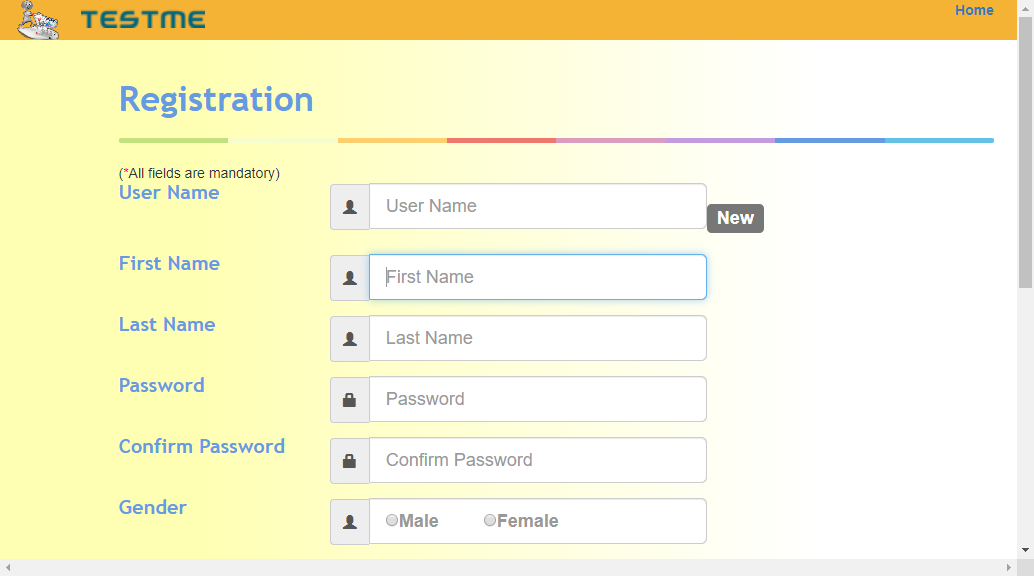 TESTME
Home
Registration
(*All fields are mandatory)
User Name
User Name
New
First Name
First Name
Last Name
Last Name
Password
Password
Confirm Password
Confirm Password
Gender
Male Female